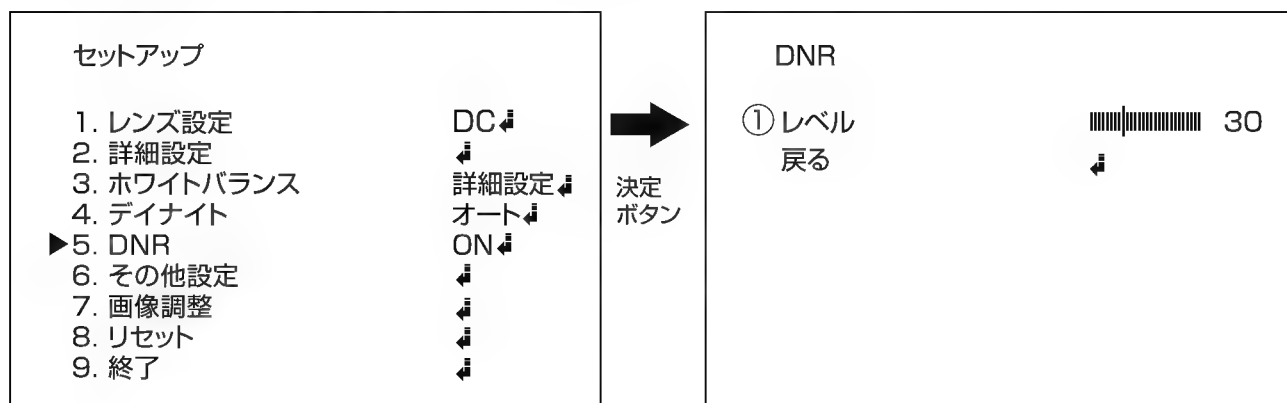 セットアップ
1. レンズ設定 DC↲
2. 詳細設定 ↲
3. ホワイトバランス 詳細設定↲
4. デイナイト オート↲
▶5. DNR ON↲
6. その他設定 ↲
7. 画像調整 ↲
8. リセット ↲
9. 終了 ↲
決定
ボタン
DNR
①レベル 30
戻る ↲